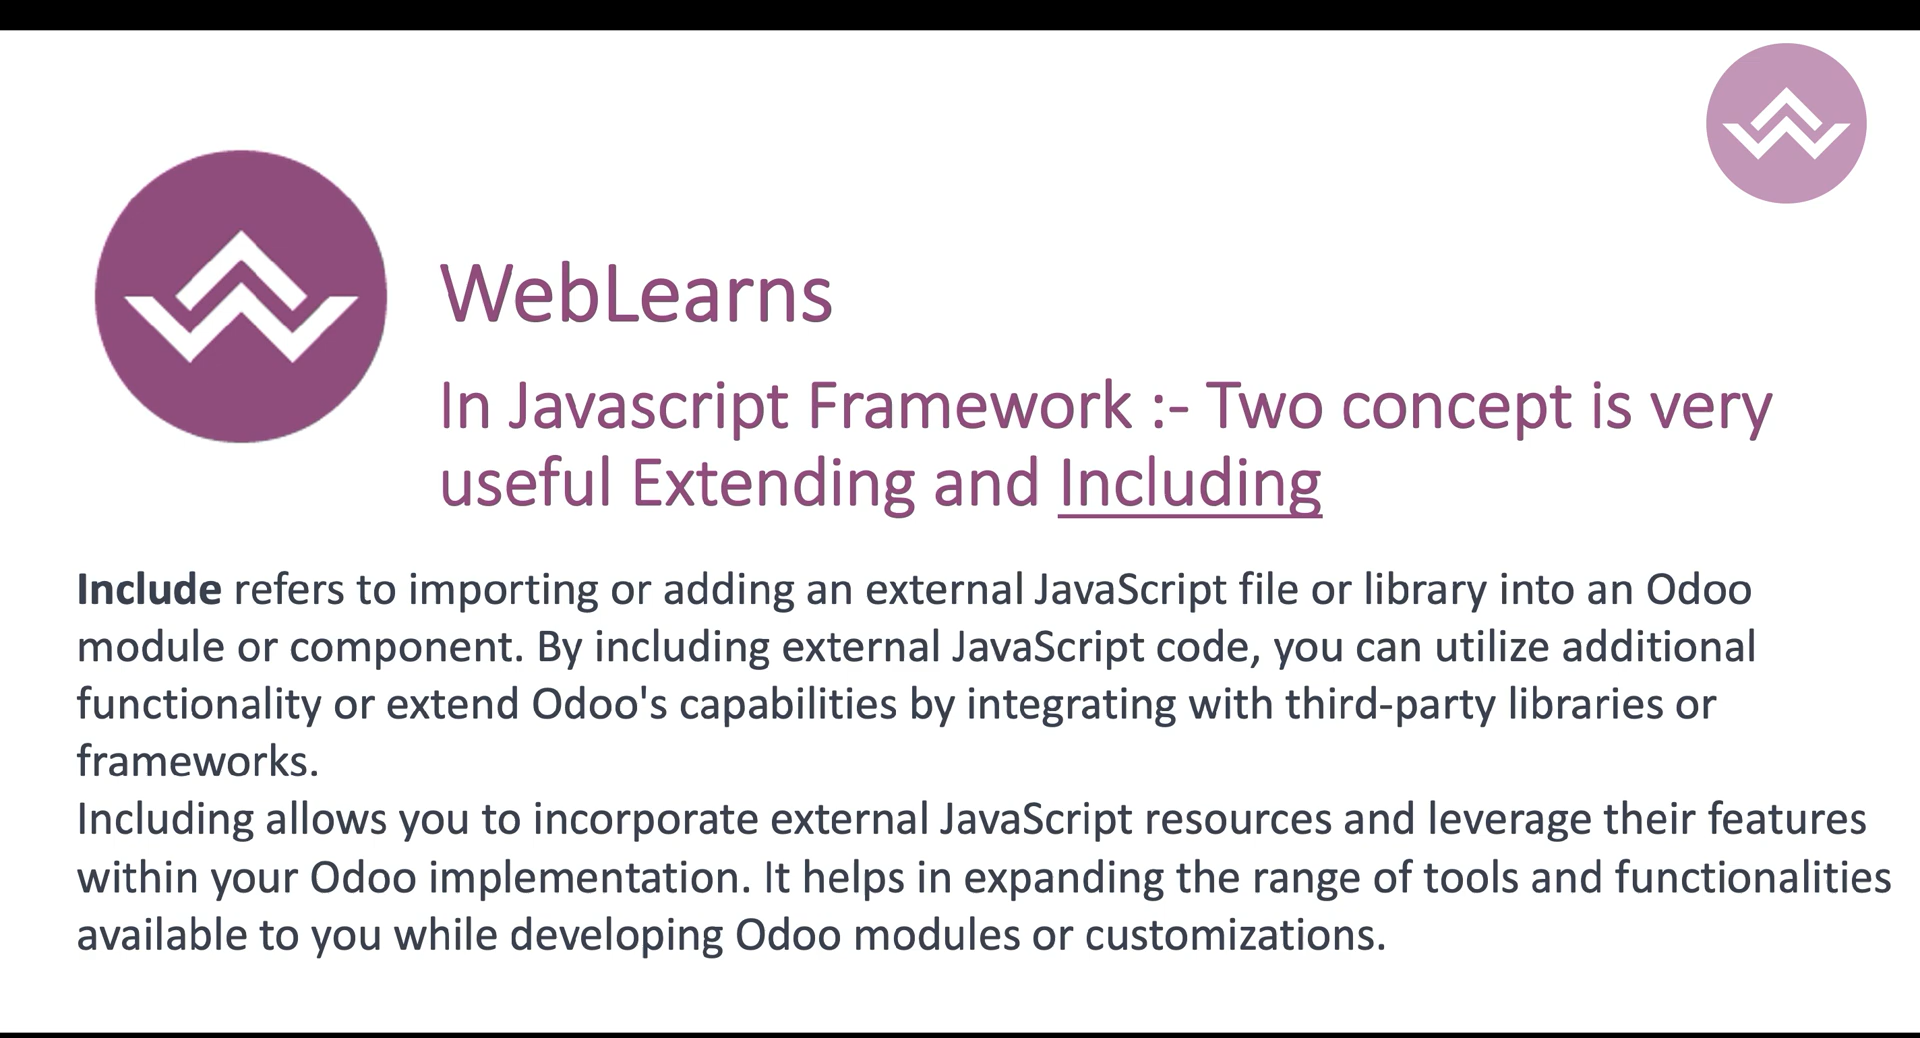 WebLearns
In Javascript Framework :- Two concept is very
useful Extending and Including
Include refers to importing or adding an external JavaScript file or library into an Odoo
module or component. By including external JavaScript code, you can utilize additional
functionality or extend Odoo's capabilities by integrating with third-party libraries or
frameworks.
Including allows you to incorporate external JavaScript resources and leverage their features
within your Odoo implementation. It helps in expanding the range of tools and functionalities
available to you while developing Odoo modules or customizations.